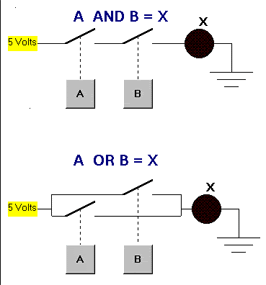 A AND B = X
X
5 Volts
A B
A OR B = X
X
5 Volts
A B